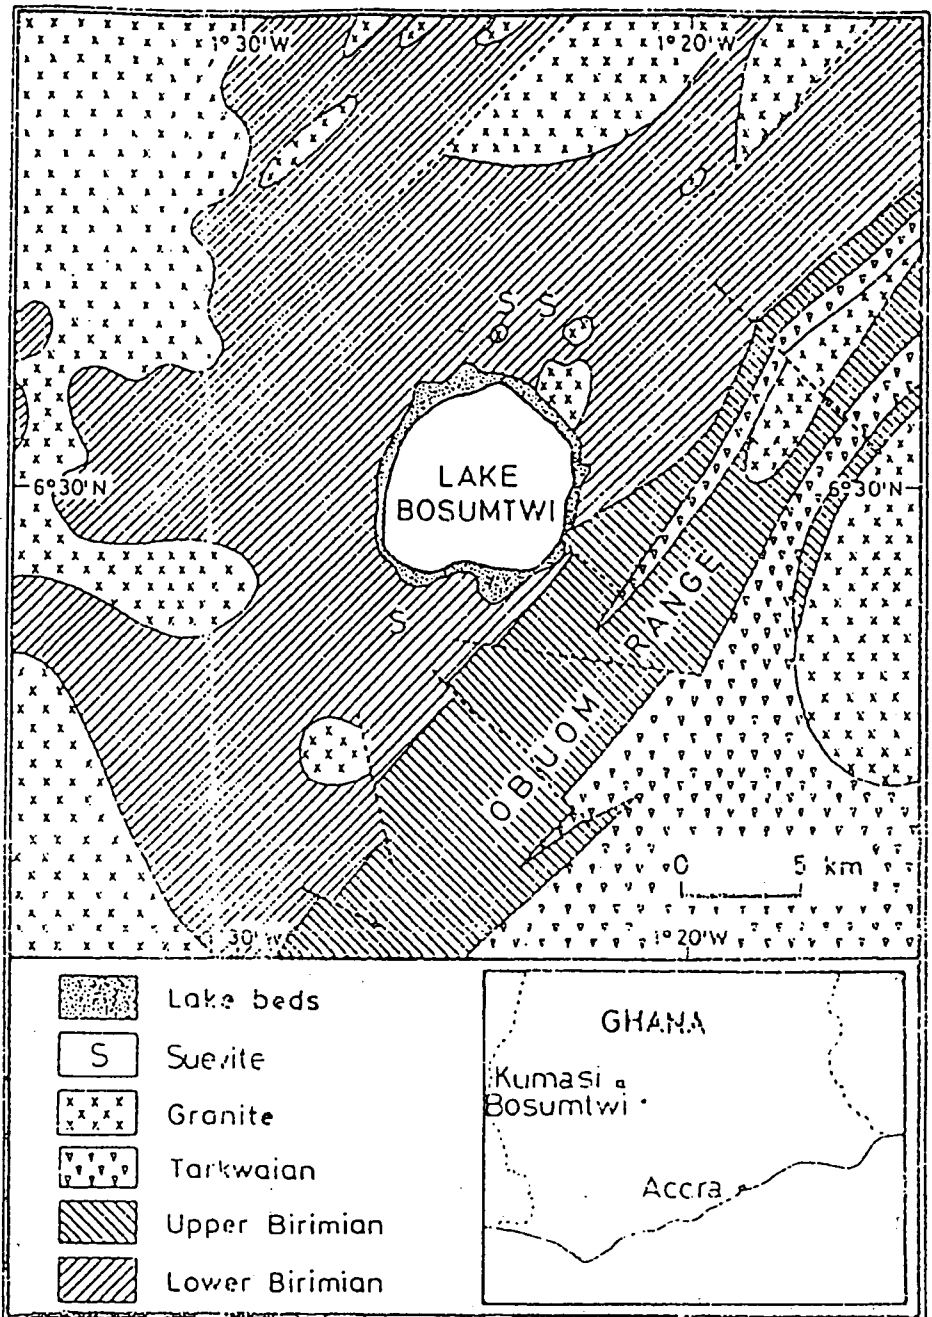 1°30'W
1°20'W
S S
LAKE
BOSUMTWI
6°30'N
6°30'N
S
OBUOM RANGE
0 5 km
30'W
1°20'W
Lake beds
S Suevite
Granite
Tarkwaian
Upper Birimian
Lower Birimian
GHANA
Kumasi
Bosumtwi
Accra